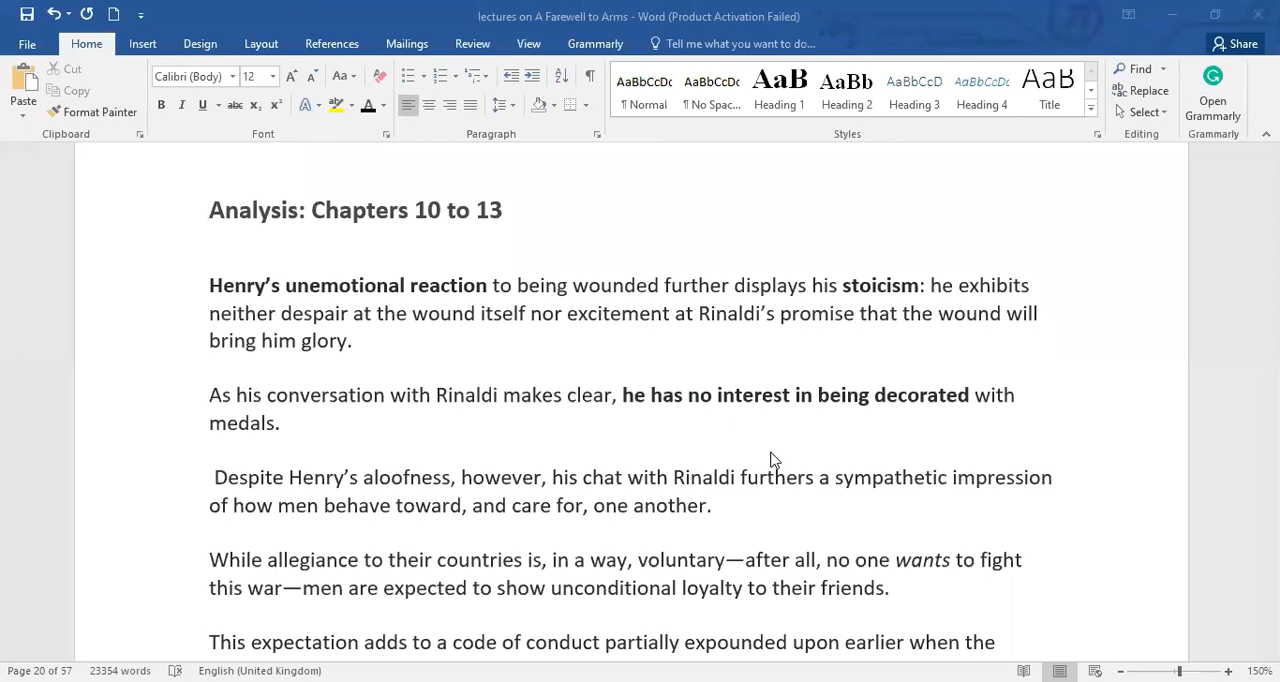 lectures on A Farewell to Arms - Word (Product Activation Failed)
File Home Insert Design Layout References Mailings Review View Grammarly Tell me what you want to do... Share
Paste Cut Copy Format Painter Clipboard
Calibri (Body) 12 Aa B I U abc x₂ x² A A Font
Paragraph
AaBbCcDc ¶ Normal
AaBbCcDc ¶ No Spac...
AaB Heading 1
AaBb Heading 2
AaBbCcD Heading 3
AaBbCcDc Heading 4
AaB Title
Styles
Find Replace Select Editing
Open Grammarly Grammarly
Analysis: Chapters 10 to 13
Henry’s unemotional reaction to being wounded further displays his stoicism: he exhibits
neither despair at the wound itself nor excitement at Rinaldi’s promise that the wound will
bring him glory.
As his conversation with Rinaldi makes clear, he has no interest in being decorated with
medals.
Despite Henry’s aloofness, however, his chat with Rinaldi furthers a sympathetic impression
of how men behave toward, and care for, one another.
While allegiance to their countries is, in a way, voluntary—after all, no one wants to fight
this war—men are expected to show unconditional loyalty to their friends.
This expectation adds to a code of conduct partially expounded upon earlier when the
Page 20 of 57 23354 words English (United Kingdom) 150%